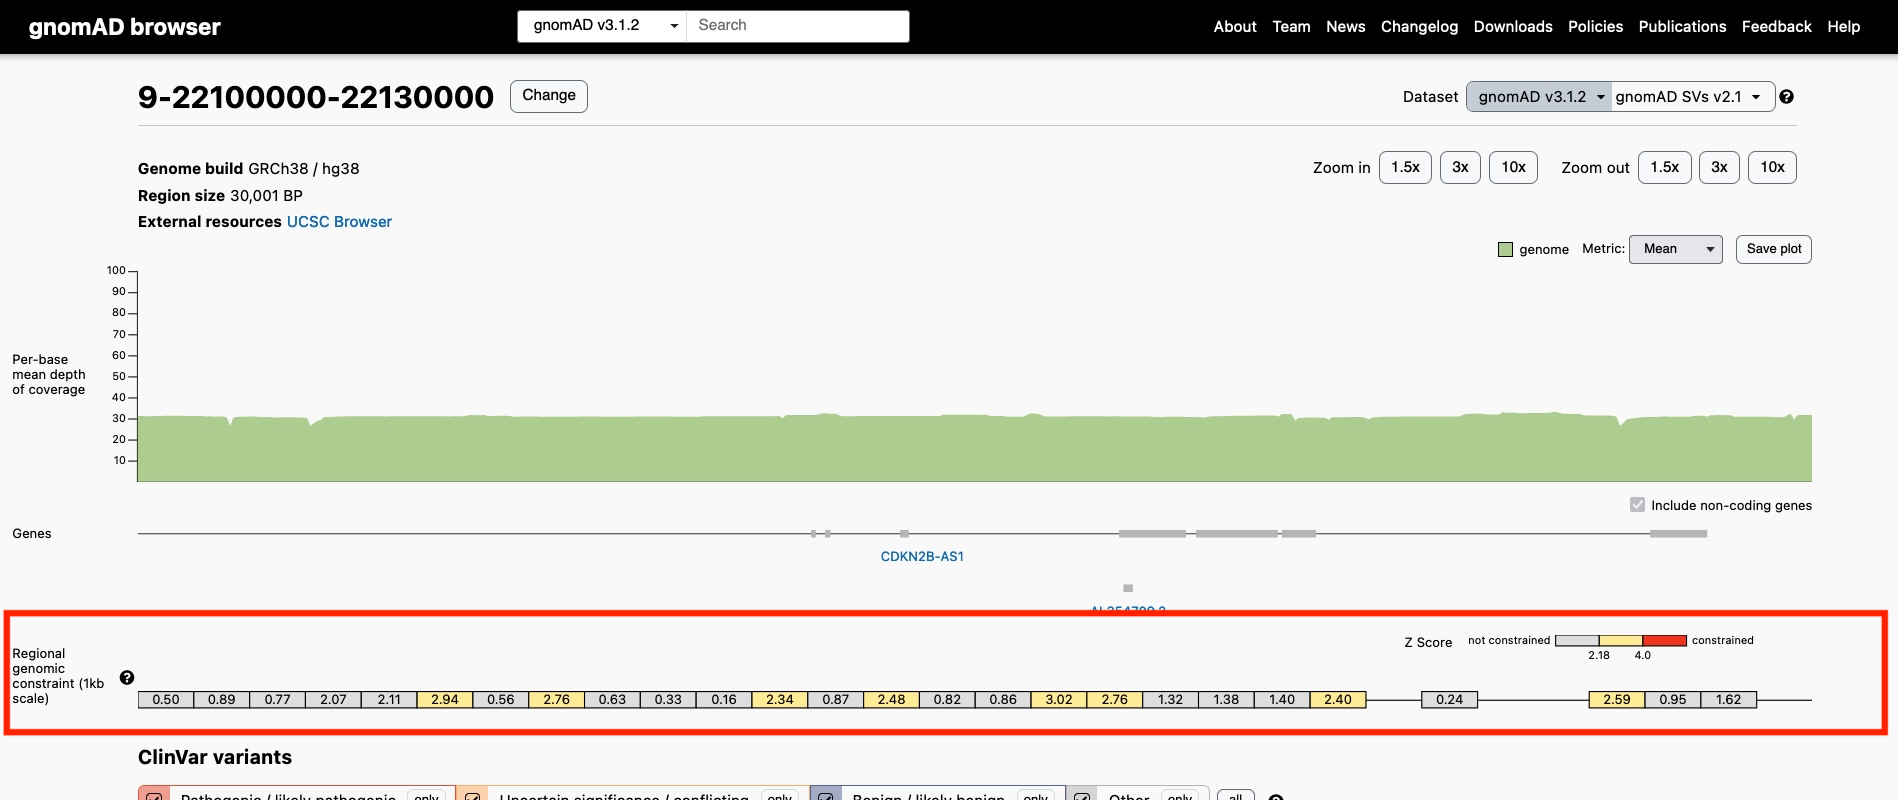 gnomAD browser
gnomAD v3.1.2 Search
About Team News Changelog Downloads Policies Publications Feedback Help
9-22100000-22130000 Change
Dataset gnomAD v3.1.2 gnomAD SVs v2.1 ?
Genome build GRCh38 / hg38
Zoom in 1.5x 3x 10x Zoom out 1.5x 3x 10x
Region size 30,001 BP
External resources UCSC Browser
genome Metric: Mean Save plot
100
90
80
70
60
50
40
30
20
10
Per-base
mean depth
of coverage
Include non-coding genes
Genes
CDKN2B-AS1
Z Score not constrained constrained
2.18 4.0
Regional
genomic
constraint (1kb
scale)
?
0.50 0.89 0.77 2.07 2.11 2.94 0.56 2.76 0.63 0.33 0.16 2.34 0.87 2.48 0.82 0.86 3.02 2.76 1.32 1.38 1.40 2.40 0.24 2.59 0.95 1.62
ClinVar variants
Pathogenic / likely pathogenic only Uncertain significance / conflicting only Benign / likely benign only Other only all ?